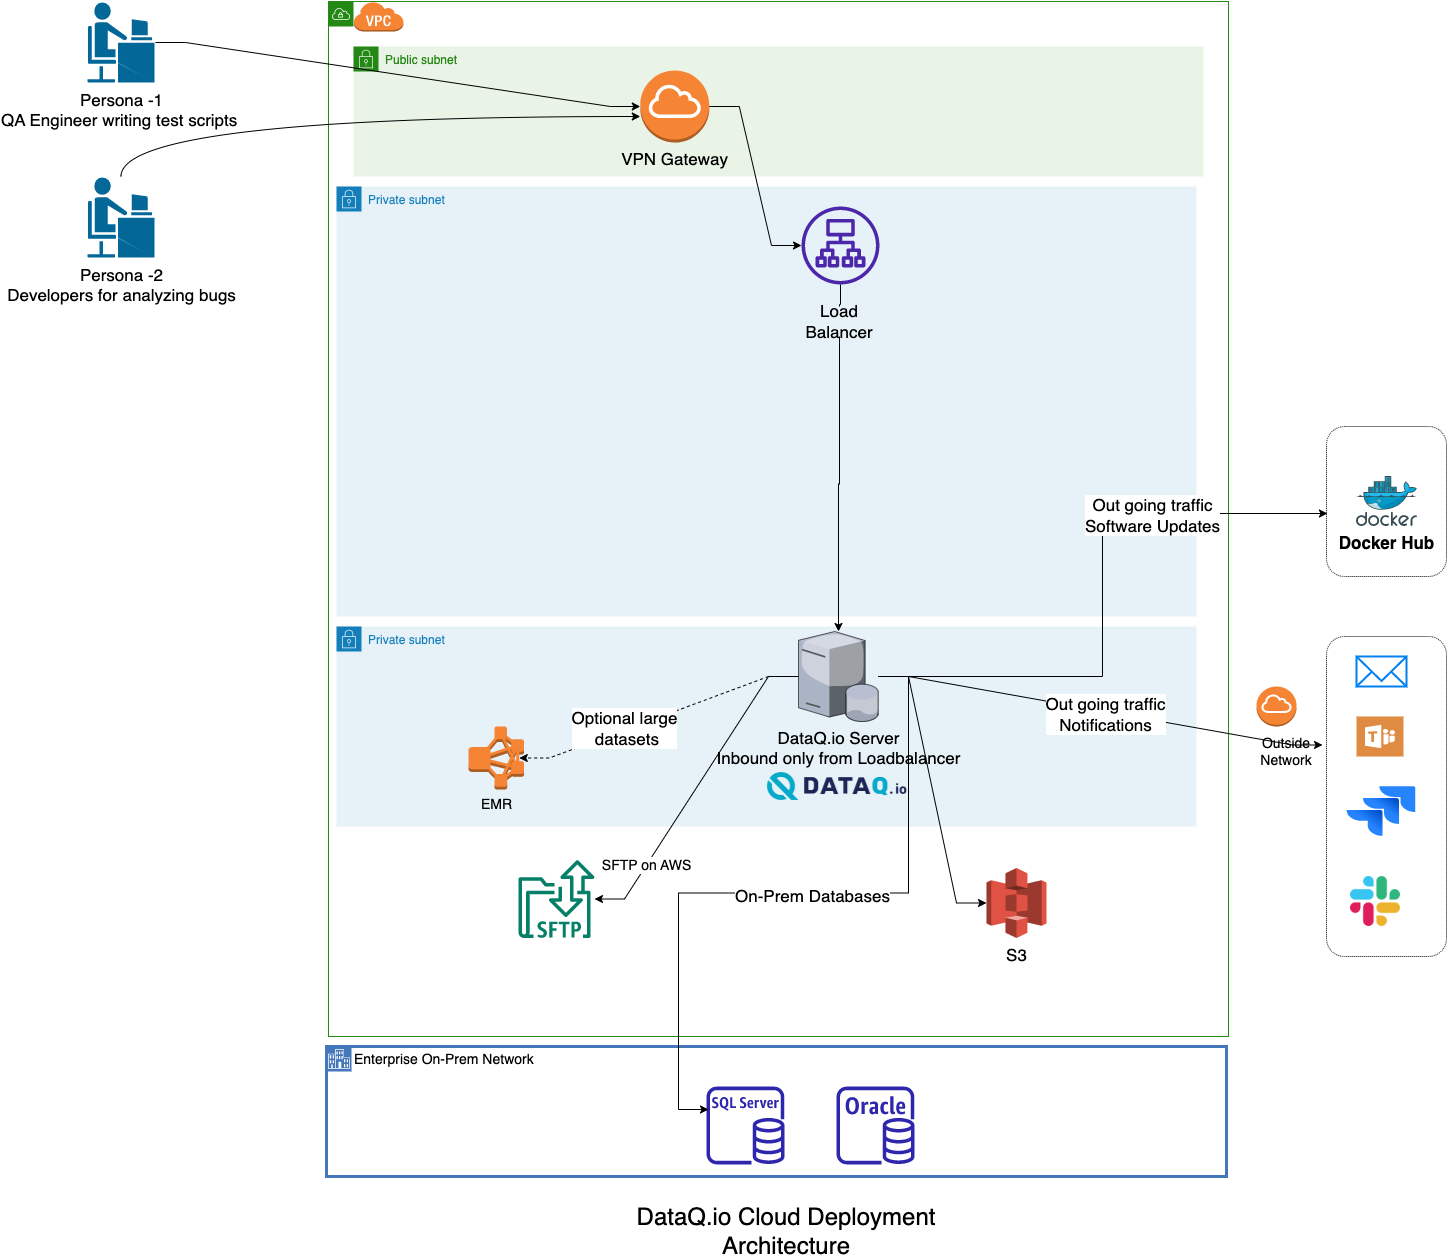 VPC
Public subnet
VPN Gateway
Persona -1
QA Engineer writing test scripts
Persona -2
Developers for analyzing bugs
Private subnet
Load
Balancer
Out going traffic
Software Updates
docker
Docker Hub
Private subnet
Optional large
datasets
EMR
DataQ.io Server
Inbound only from Loadbalancer
DATAQ.io
Out going traffic
Notifications
Outside
Network
T
SFTP on AWS
SFTP
On-Prem Databases
S3
Enterprise On-Prem Network
SQL Server
Oracle
DataQ.io Cloud Deployment
Architecture